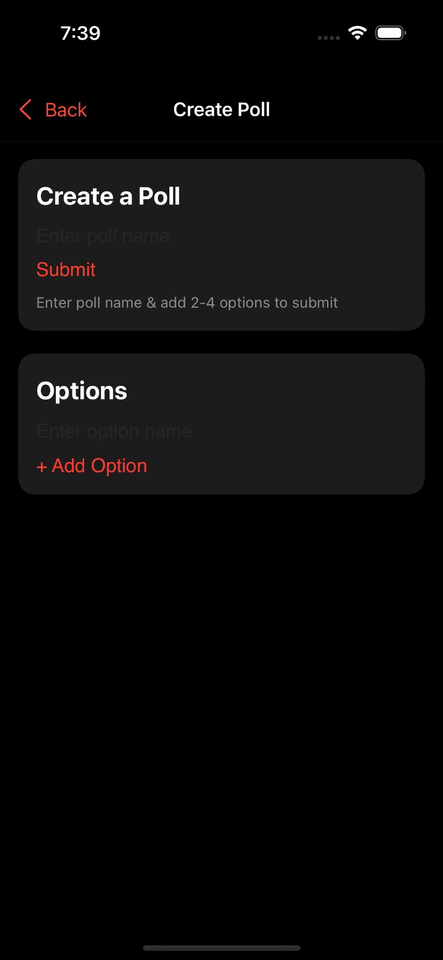 7:39
Back
Create Poll
Create a Poll
Enter poll name
Submit
Enter poll name & add 2-4 options to submit
Options
Enter option name
+ Add Option